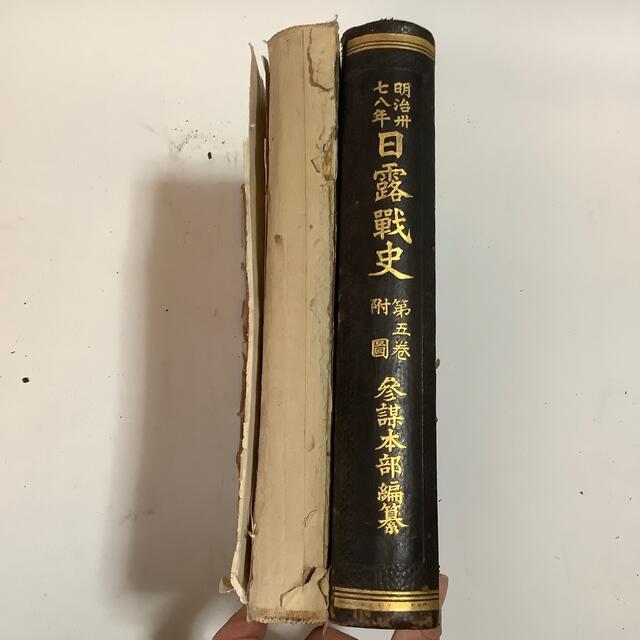 明治卅
七八年
日露戰史
第五卷
附圖
參謀本部編纂